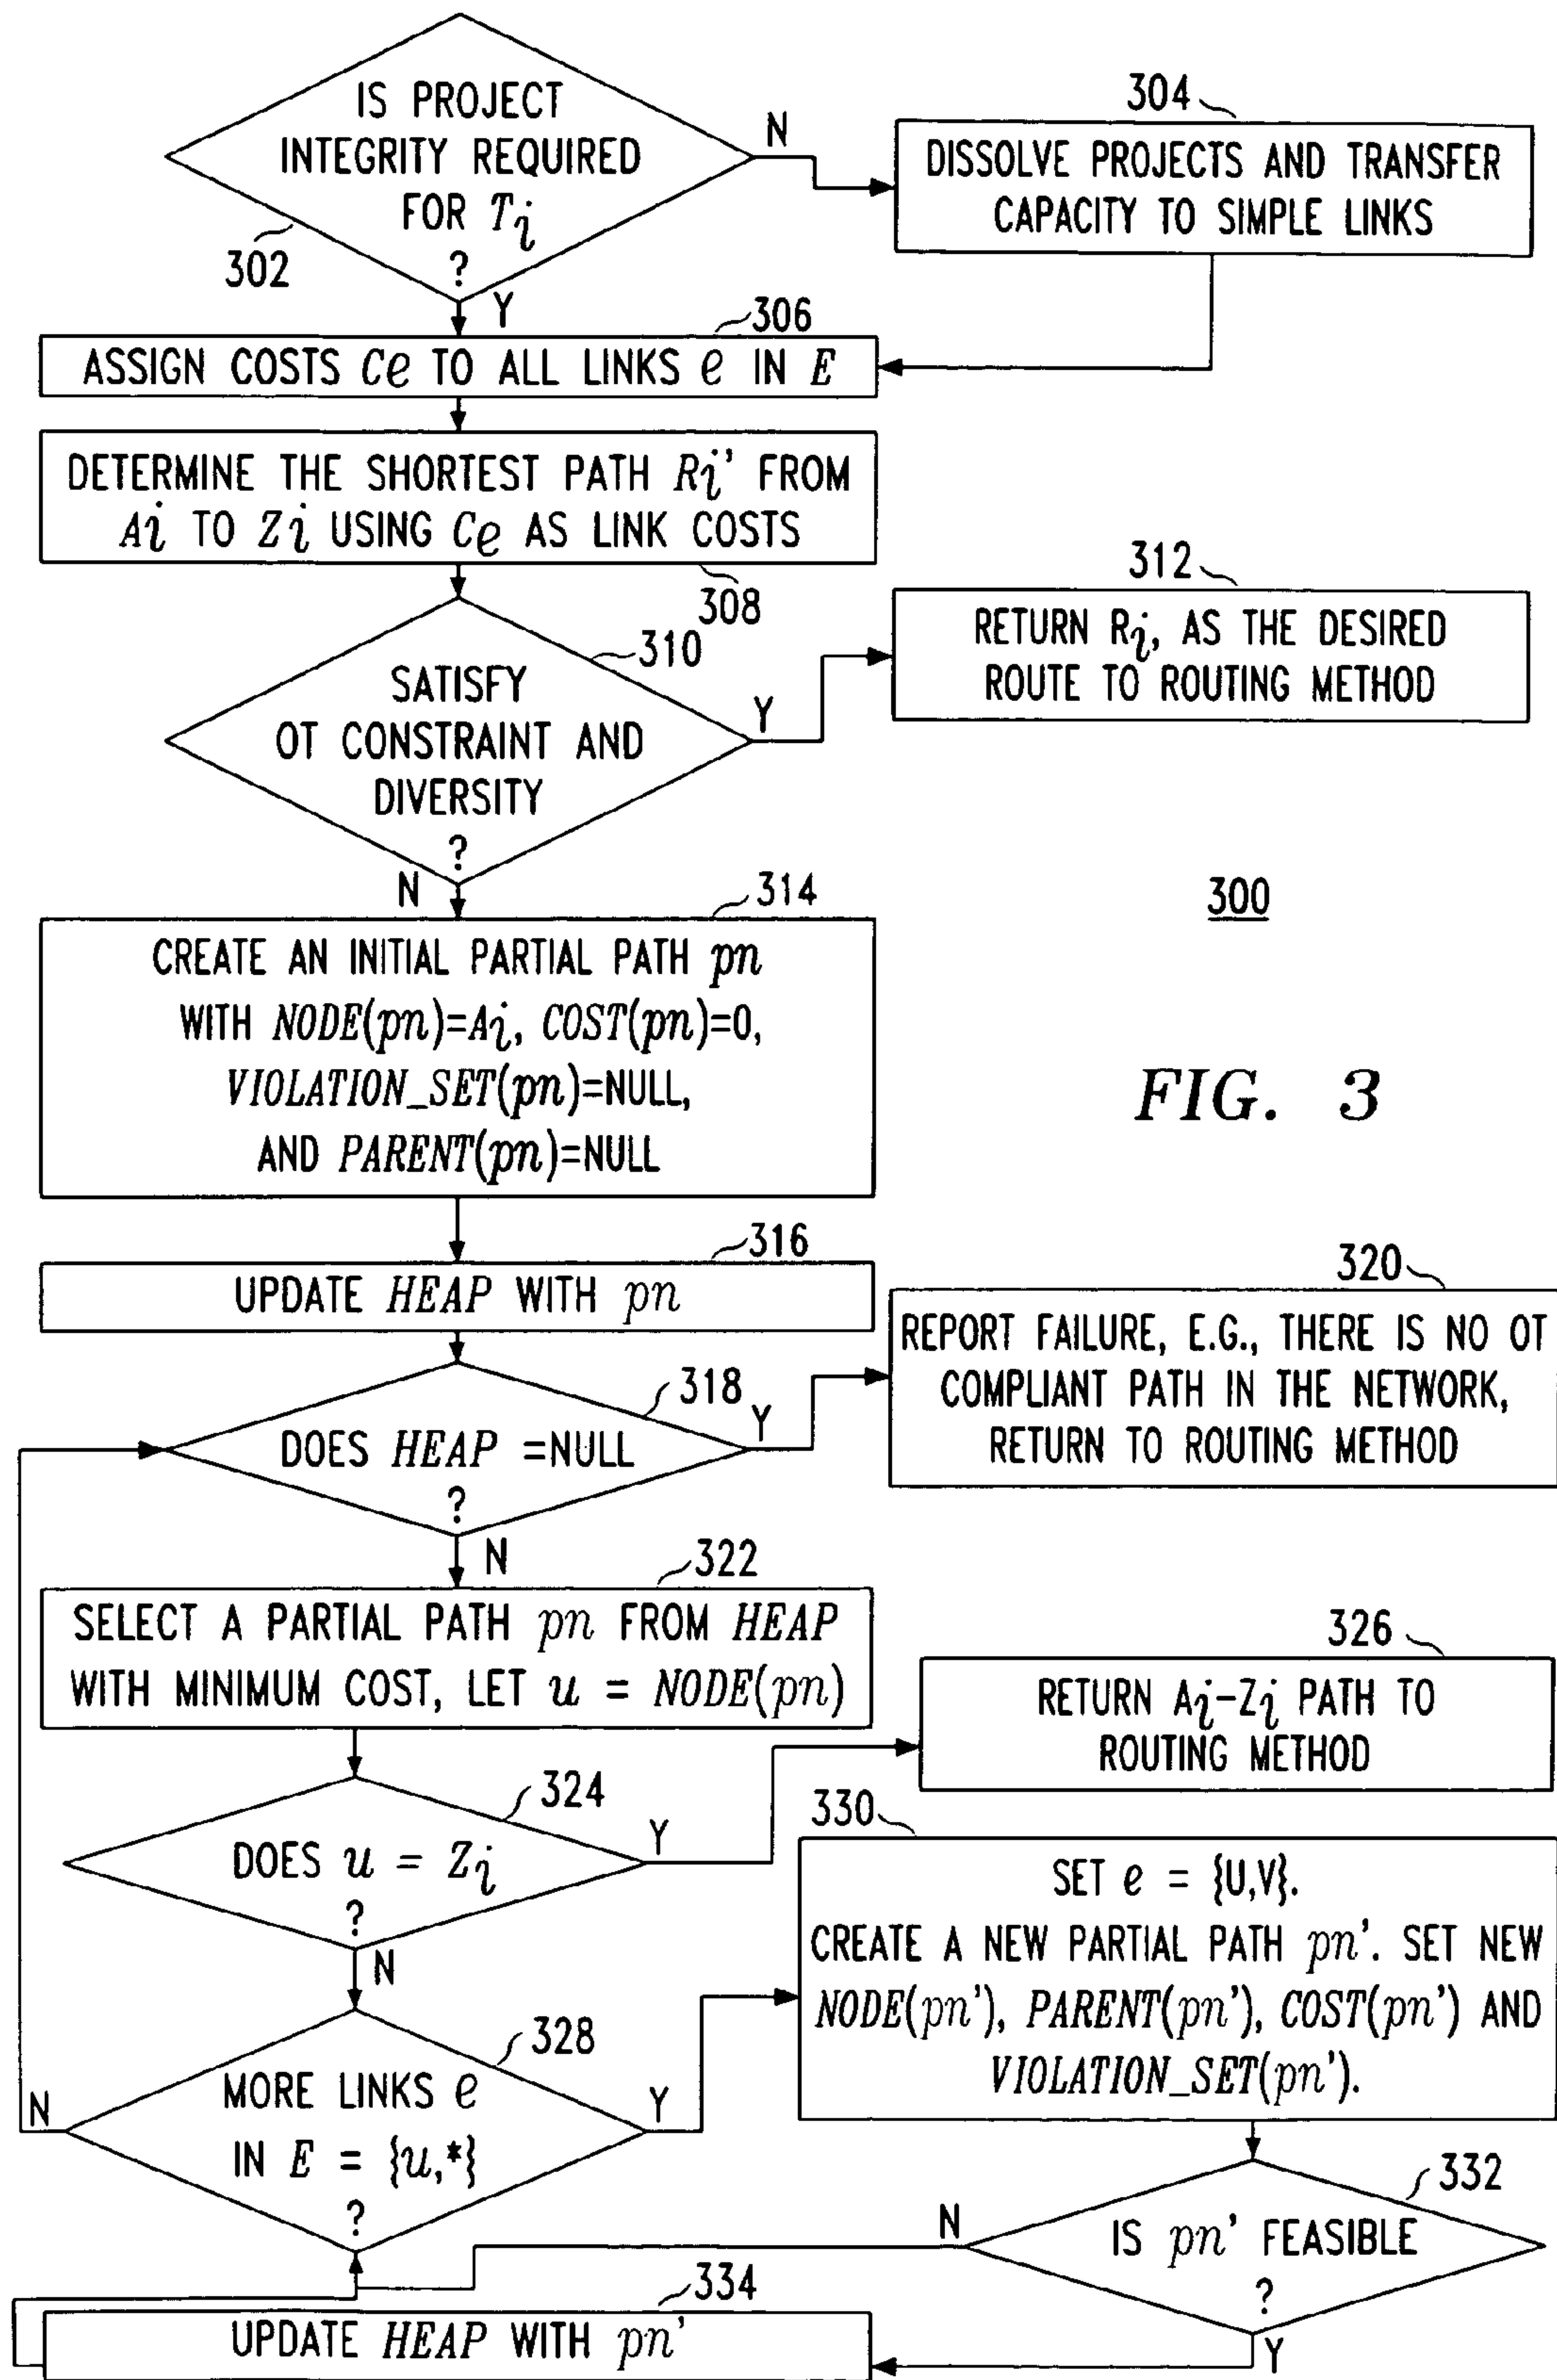 IS PROJECT
INTEGRITY REQUIRED
FOR Ti
?
302
N
Y
304
DISSOLVE PROJECTS AND TRANSFER
CAPACITY TO SIMPLE LINKS
306
ASSIGN COSTS Ce TO ALL LINKS e IN E
DETERMINE THE SHORTEST PATH Ri' FROM
Ai TO Zi USING Ce AS LINK COSTS
308
310
SATISFY
OT CONSTRAINT AND
DIVERSITY
?
Y
N
312
RETURN Ri, AS THE DESIRED
ROUTE TO ROUTING METHOD
314
CREATE AN INITIAL PARTIAL PATH pn
WITH NODE(pn)=Ai, COST(pn)=0,
VIOLATION_SET(pn)=NULL,
AND PARENT(pn)=NULL
300
FIG. 3
316
UPDATE HEAP WITH pn
318
DOES HEAP =NULL
?
Y
N
320
REPORT FAILURE, E.G., THERE IS NO OT
COMPLIANT PATH IN THE NETWORK,
RETURN TO ROUTING METHOD
322
SELECT A PARTIAL PATH pn FROM HEAP
WITH MINIMUM COST, LET u = NODE(pn)
324
DOES u = Zi
?
Y
N
326
RETURN Ai-Zi PATH TO
ROUTING METHOD
328
MORE LINKS e
IN E = {u,*}
?
N
Y
330
SET e = {U,V}.
CREATE A NEW PARTIAL PATH pn'. SET NEW
NODE(pn'), PARENT(pn'), COST(pn') AND
VIOLATION_SET(pn').
332
IS pn' FEASIBLE
?
N
Y
334
UPDATE HEAP WITH pn'